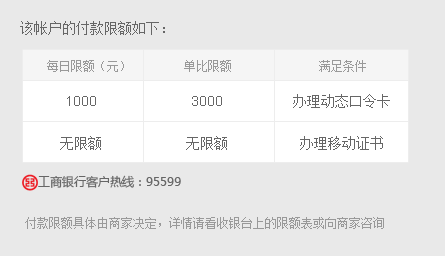 该帐户的付款限额如下：
每日限额（元） 单比限额 满足条件
1000 3000 办理动态口令卡
无限额 无限额 办理移动证书
工商银行客户热线：95599
付款限额具体由商家决定，详情请看收银台上的限额表或向商家咨询